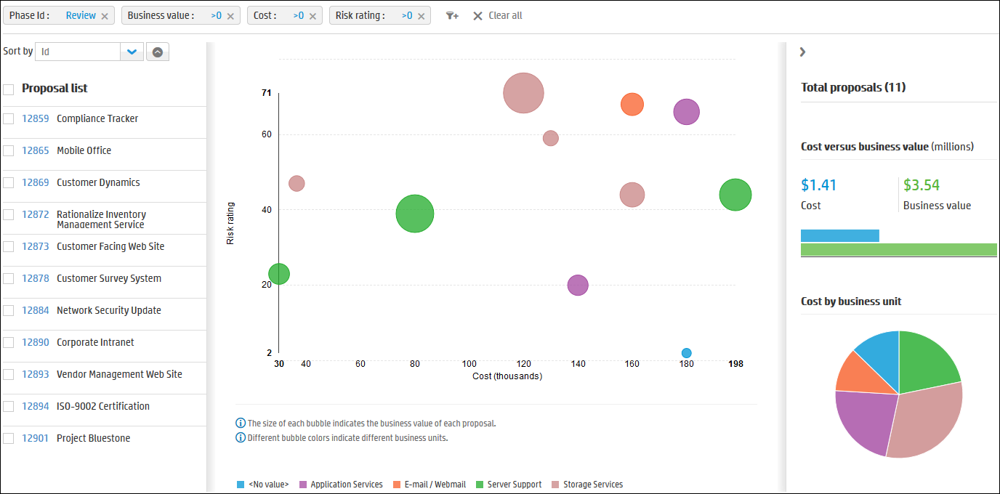 Phase Id : Review Business value : >0 Cost : >0 Risk rating : >0 Clear all
Sort by Id
Proposal list
12859 Compliance Tracker
12865 Mobile Office
12869 Customer Dynamics
12872 Rationalize Inventory
Management Service
12873 Customer Facing Web Site
12878 Customer Survey System
12884 Network Security Update
12890 Corporate Intranet
12893 Vendor Management Web Site
12894 ISO-9002 Certification
12901 Project Bluestone
71
60
40
20
2
Risk rating
30 40 60 80 100 120 140 160 180 198
Cost (thousands)
The size of each bubble indicates the business value of each proposal.
Different bubble colors indicate different business units.
<No value> Application Services E-mail / Webmail Server Support Storage Services
Total proposals (11)
Cost versus business value (millions)
$1.41 $3.54
Cost Business value
Cost by business unit